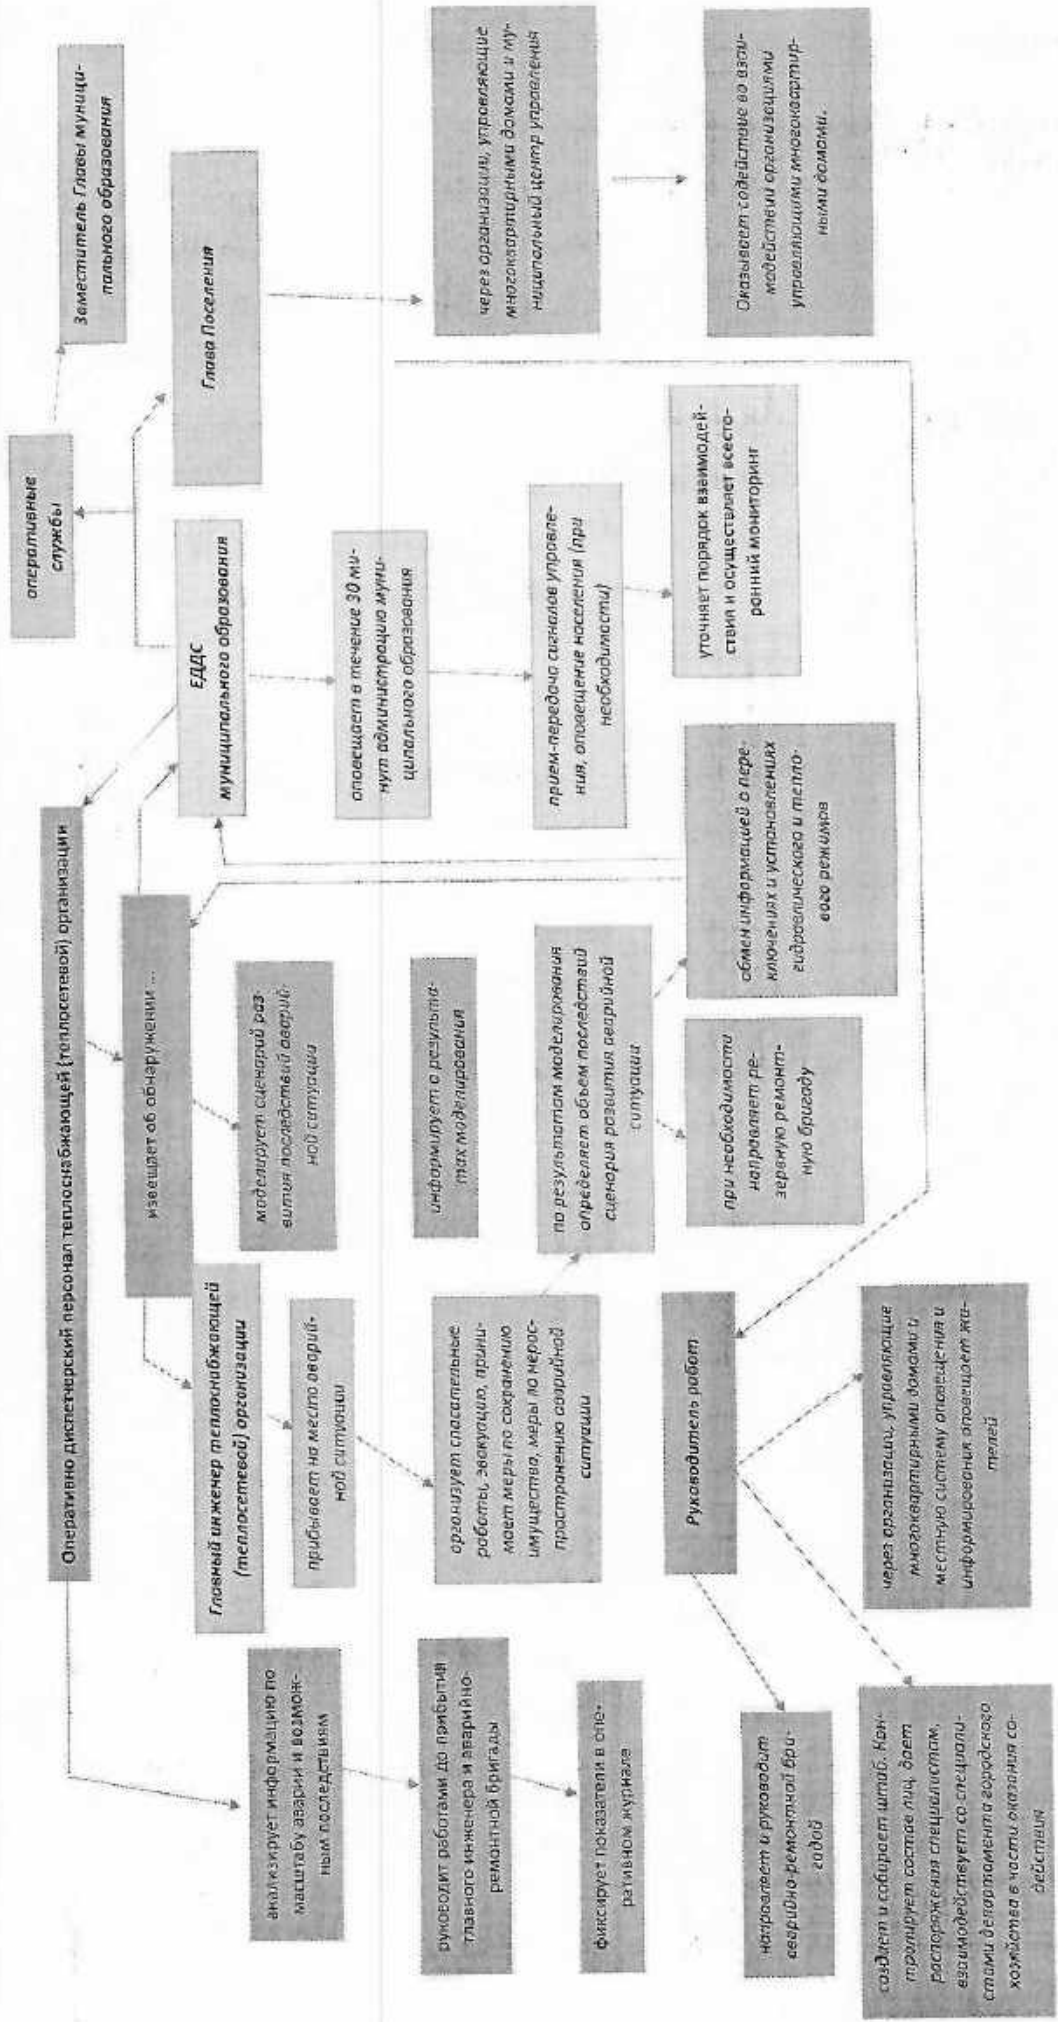 Оперативно диспетчерский персонал теплоснабжающей (теплосетевой) организации
оперативные
службы
Заместитель Главы муници-
пального образования
извещает об обнаружении ...
ЕДДС
муниципального образования
Глава Поселения
Главный инженер теплоснабжающей
(теплосетевой) организации
анализирует информацию по
масштабу аварии и возмож-
ным последствиям
прибывает на место аварий-
ной ситуации
моделирует сценарий раз-
вития последствий аварий-
ной ситуации
оповещает в течение 30 ми-
нут администрацию муни-
ципального образования
руководит работами до прибытия
главного инженера и аварийно-
ремонтной бригады
организует спасательные
работы, эвакуацию, прини-
мает меры по сохранению
имущества, меры по нерас-
пространению аварийной
ситуации
информирует о результа-
тах моделирования
через организации, управляющие
многоквартирными домами и му-
ниципальный центр управления
фиксирует показатели в опе-
ративном журнале
по результатам моделирования
определяет объем последствий
сценария развития аварийной
ситуации
прием-передача сигналов управле-
ния, оповещение населения (при
необходимости)
Руководитель работ
при необходимости
направляет ре-
зервную ремонт-
ную бригаду
обмен информацией о пере-
ключениях и установлениях
гидравлического и тепло-
вого режимов
уточняет порядок взаимодей-
ствия и осуществляет всесто-
ронний мониторинг
Оказывает содействие во взаи-
модействии организациями
управляющими многоквартир-
ными домами.
направляет и руководит
аварийно-ремонтной бри-
гадой
создает и собирает штаб. Кон-
тролирует состав лиц, дает
распоряжения специалистам,
взаимодействует со специали-
стами департамента городского
хозяйства в части оказания со-
действия
через организации, управляющие
многоквартирными домами и
местную систему оповещения и
информирования оповещает жи-
телей